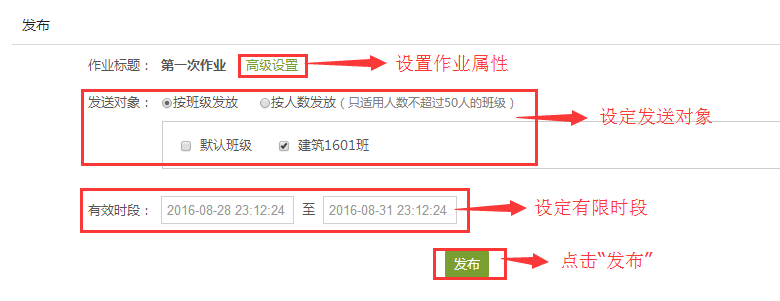 发布
作业标题： 第一次作业 高级设置 设置作业属性
发送对象： 按班级发放 按人数发放（只适用人数不超过50人的班级） 设定发送对象
默认班级 建筑1601班
有效时段： 2016-08-28 23:12:24 至 2016-08-31 23:12:24 设定有限时段
发布 点击“发布”